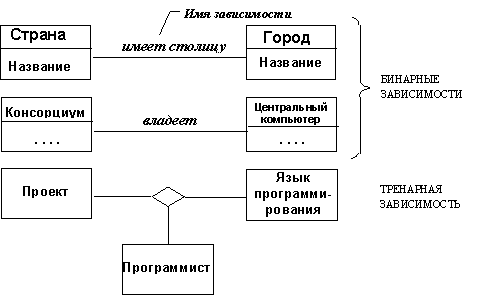 Имя зависимости
Страна
имеет столицу
Город
Название
Название
БИНАРНЫЕ
ЗАВИСИМОСТИ
Консорциум
владеет
Центральный
компьютер
. . . .
. . . .
Проект
Язык
программи-
рования
ТРЕНАРНАЯ
ЗАВИСИМОСТЬ
Программист